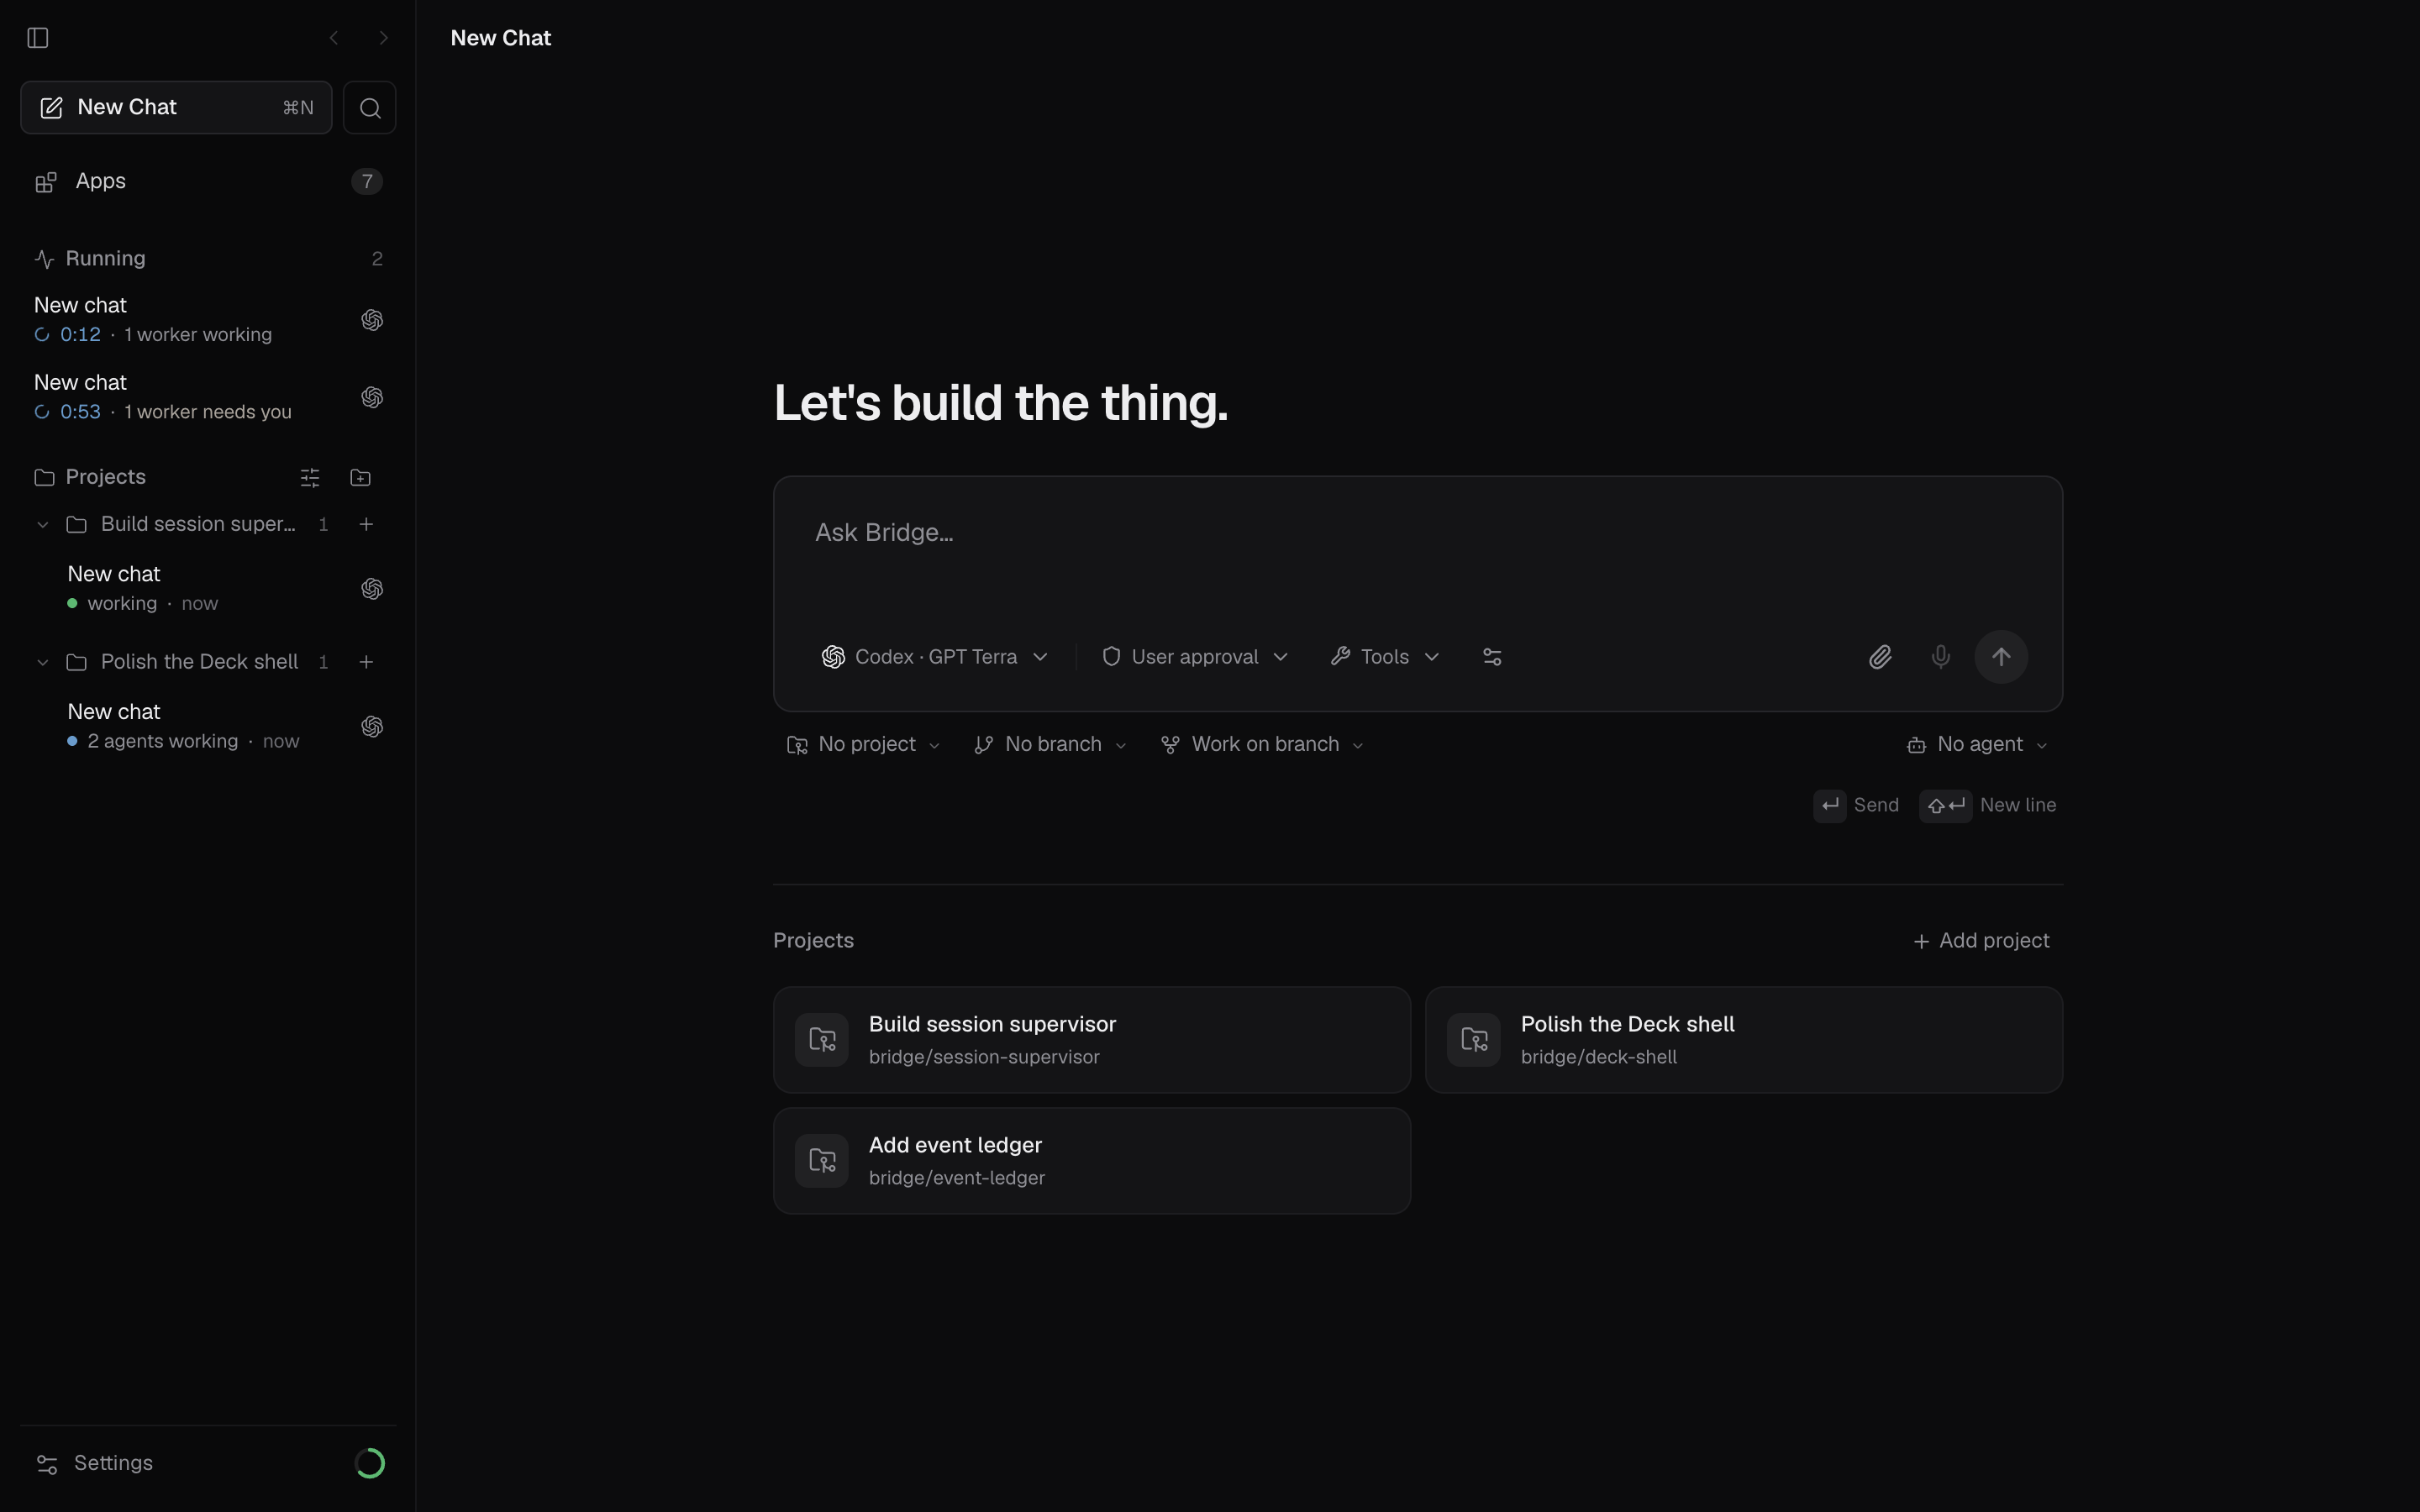 New Chat
New Chat ⌘N
Apps 7
Running 2
New chat
0:12 · 1 worker working
New chat
0:53 · 1 worker needs you
Projects
Build session super... 1
New chat
working · now
Polish the Deck shell 1
New chat
2 agents working · now
Settings
Let's build the thing.
Ask Bridge...
Codex · GPT Terra User approval Tools
No project No branch Work on branch No agent
Send New line
Projects Add project
Build session supervisor
bridge/session-supervisor
Polish the Deck shell
bridge/deck-shell
Add event ledger
bridge/event-ledger